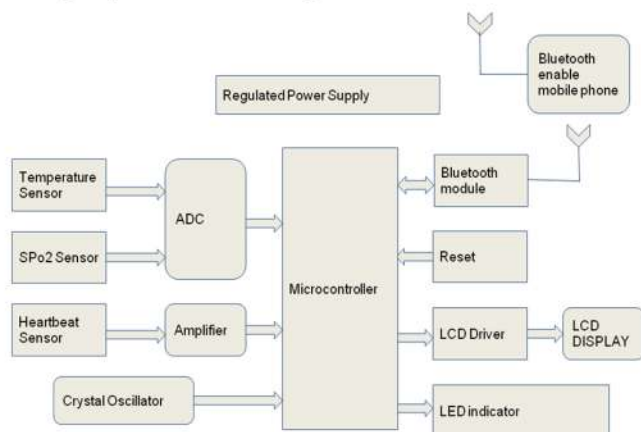 Bluetooth
enable
mobile phone
Regulated Power Supply
Temperature
Sensor
ADC
Bluetooth
module
SPo2 Sensor
Microcontroller
Reset
Heartbeat
Sensor
Amplifier
LCD Driver
LCD
DISPLAY
Crystal Oscillator
LED indicator